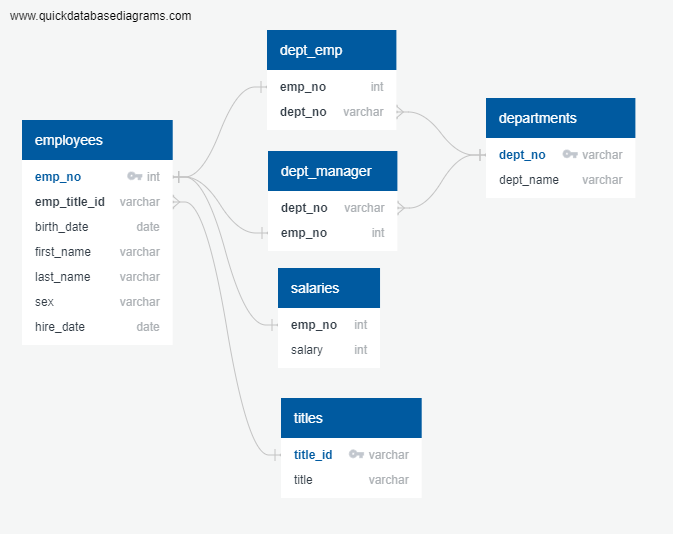 www.quickdatabasediagrams.com
employees
emp_no int
emp_title_id varchar
birth_date date
first_name varchar
last_name varchar
sex varchar
hire_date date
dept_emp
emp_no int
dept_no varchar
dept_manager
dept_no varchar
emp_no int
salaries
emp_no int
salary int
titles
title_id varchar
title varchar
departments
dept_no varchar
dept_name varchar